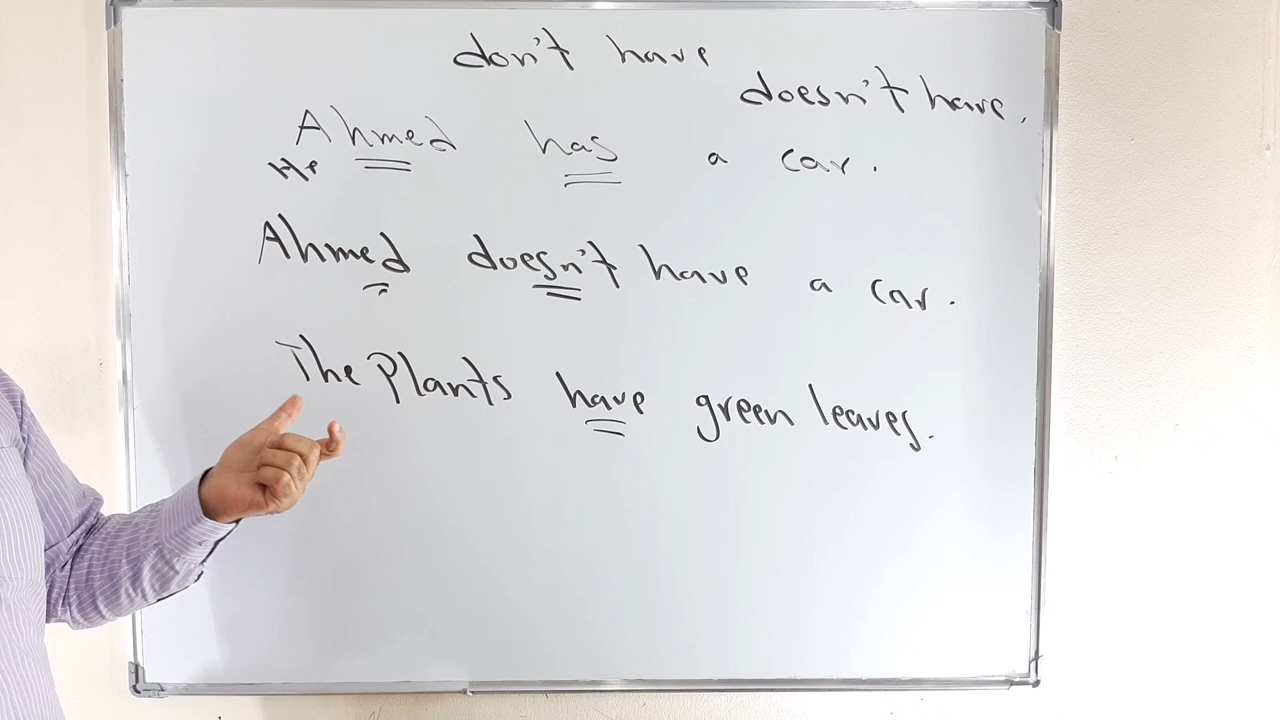 don't have
doesn't have.
Ahmed has a car.
He
Ahmed doesn't have a car.
The Plants have green leaves.